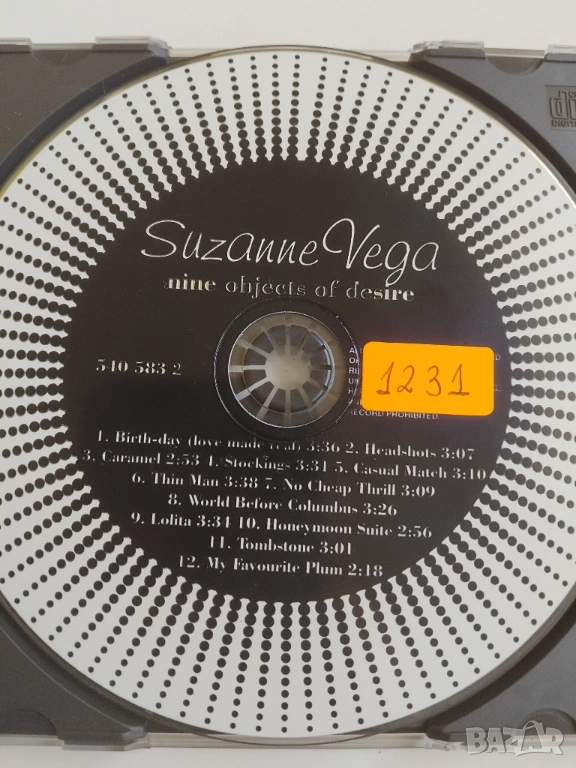 Suzanne Vega
nine objects of desire
540 583 2
1231
RECORD PROHIBITED.
1. Birth-day (love made real) 3:36 2. Headshots 3:07
3. Caramel 2:53 4. Stockings 3:31 5. Casual Match 3:10
6. Thin Man 3:38 7. No Cheap Thrill 3:09
8. World Before Columbus 3:26
9. Lolita 3:34 10. Honeymoon Suite 2:56
11. Tombstone 3:01
12. My Favourite Plum 2:18
BAZAR